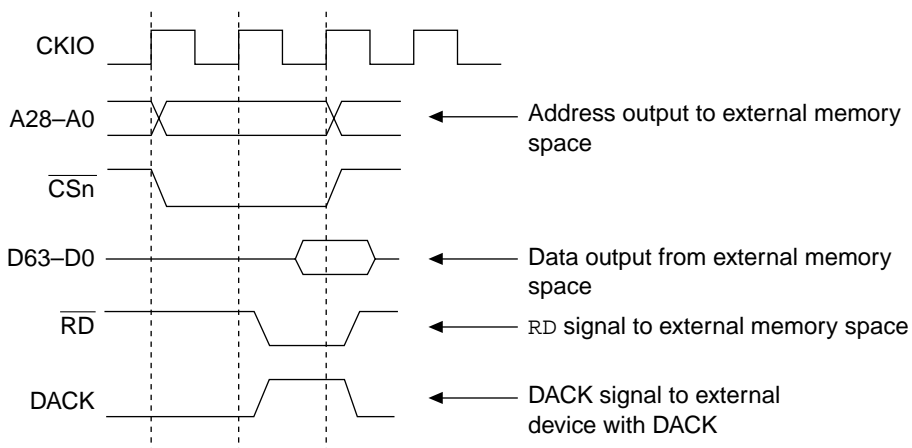 CKIO
A28–A0
Address output to external memory
space
CSn
D63–D0
Data output from external memory
space
RD
RD signal to external memory space
DACK
DACK signal to external
device with DACK